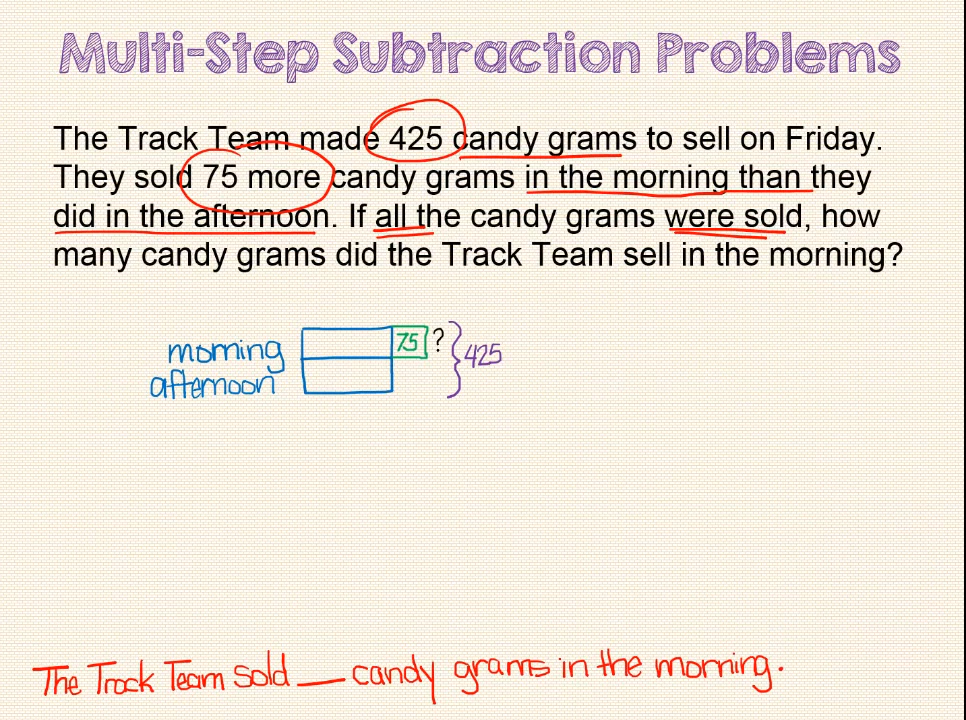 Multi-Step Subtraction Problems
The Track Team made 425 candy grams to sell on Friday.
They sold 75 more candy grams in the morning than they
did in the afternoon. If all the candy grams were sold, how
many candy grams did the Track Team sell in the morning?
morning 75 ? 425
afternoon
The Track Team sold __ candy grams in the morning.